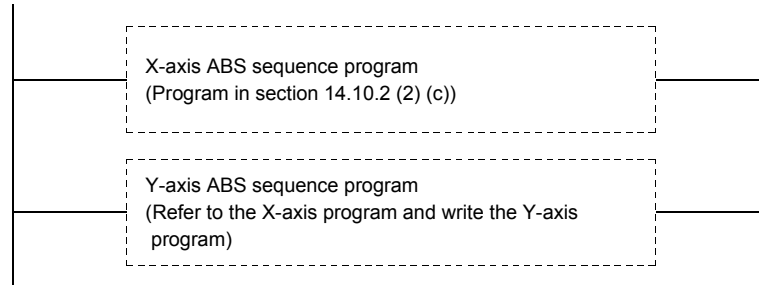 X-axis ABS sequence program
(Program in section 14.10.2 (2) (c))
Y-axis ABS sequence program
(Refer to the X-axis program and write the Y-axis
program)